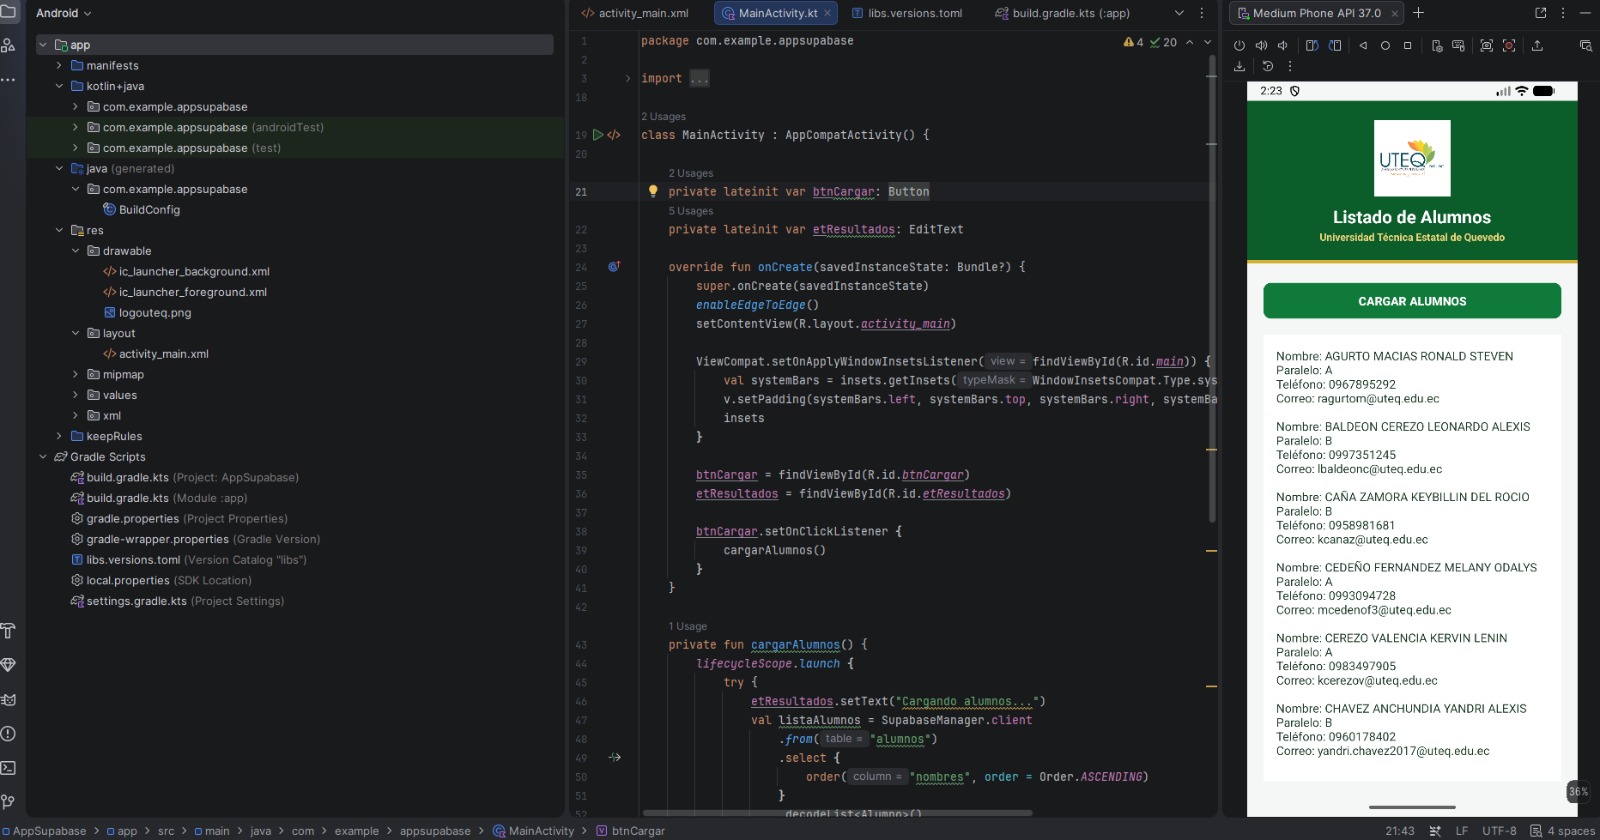 Android
app
manifests
kotlin+java
com.example.appsupabase
com.example.appsupabase (androidTest)
com.example.appsupabase (test)
java (generated)
com.example.appsupabase
BuildConfig
res
drawable
ic_launcher_background.xml
ic_launcher_foreground.xml
logouteq.png
layout
activity_main.xml
mipmap
values
xml
keepRules
Gradle Scripts
build.gradle.kts (Project: AppSupabase)
build.gradle.kts (Module :app)
gradle.properties (Project Properties)
gradle-wrapper.properties (Gradle Version)
libs.versions.toml (Version Catalog "libs")
local.properties (SDK Location)
settings.gradle.kts (Project Settings)
activity_main.xml MainActivity.kt libs.versions.toml build.gradle.kts (:app)
4 20
1 package com.example.appsupabase
2
3 import ...
18
2 Usages
19 class MainActivity : AppCompatActivity() {
20
2 Usages
21 private lateinit var btnCargar: Button
5 Usages
22 private lateinit var etResultados: EditText
23
24 override fun onCreate(savedInstanceState: Bundle?) {
25 super.onCreate(savedInstanceState)
26 enableEdgeToEdge()
27 setContentView(R.layout.activity_main)
28
29 ViewCompat.setOnApplyWindowInsetsListener( view = findViewById(R.id.main)) {
30 val systemBars = insets.getInsets( typeMask = WindowInsetsCompat.Type.sys
31 v.setPadding(systemBars.left, systemBars.top, systemBars.right, systemBa
32 insets
33 }
34
35 btnCargar = findViewById(R.id.btnCargar)
36 etResultados = findViewById(R.id.etResultados)
37
38 btnCargar.setOnClickListener {
39 cargarAlumnos()
40 }
41 }
42
1 Usage
43 private fun cargarAlumnos() {
44 lifecycleScope.launch {
45 try {
46 etResultados.setText("Cargando alumnos...")
47 val listaAlumnos = SupabaseManager.client
48 .from( table = "alumnos")
49 .select {
50 order( column = "nombres", order = Order.ASCENDING)
51 }
52 .decodeList<Alumno>()
Medium Phone API 37.0
2:23
UTEQ
Listado de Alumnos
Universidad Técnica Estatal de Quevedo
CARGAR ALUMNOS
Nombre: AGURTO MACIAS RONALD STEVEN
Paralelo: A
Teléfono: 0967895292
Correo: ragurtom@uteq.edu.ec
Nombre: BALDEON CEREZO LEONARDO ALEXIS
Paralelo: B
Teléfono: 0997351245
Correo: lbaldeonc@uteq.edu.ec
Nombre: CAÑA ZAMORA KEYBILLIN DEL ROCIO
Paralelo: B
Teléfono: 0958981681
Correo: kcanaz@uteq.edu.ec
Nombre: CEDEÑO FERNANDEZ MELANY ODALYS
Paralelo: A
Teléfono: 0993094728
Correo: mcedenof3@uteq.edu.ec
Nombre: CEREZO VALENCIA KERVIN LENIN
Paralelo: A
Teléfono: 0983497905
Correo: kcerezov@uteq.edu.ec
Nombre: CHAVEZ ANCHUNDIA YANDRI ALEXIS
Paralelo: B
Teléfono: 0960178402
Correo: yandri.chavez2017@uteq.edu.ec
36%
AppSupabase > app > src > main > java > com > example > appsupabase > MainActivity > btnCargar
21:43 LF UTF-8 4 spaces